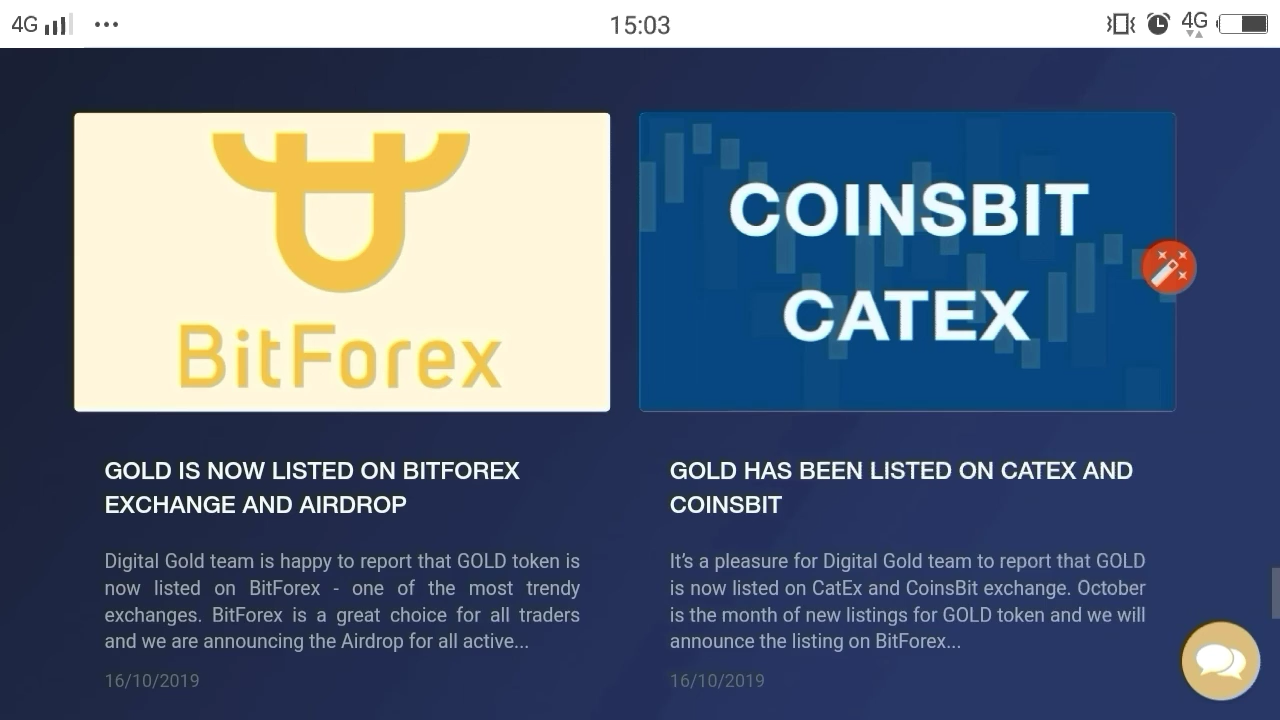 4G 15:03 4G
BitForex
COINSBIT
CATEX
GOLD IS NOW LISTED ON BITFOREX
EXCHANGE AND AIRDROP
Digital Gold team is happy to report that GOLD token is
now listed on BitForex - one of the most trendy
exchanges. BitForex is a great choice for all traders
and we are announcing the Airdrop for all active...
16/10/2019
GOLD HAS BEEN LISTED ON CATEX AND
COINSBIT
It’s a pleasure for Digital Gold team to report that GOLD
is now listed on CatEx and CoinsBit exchange. October
is the month of new listings for GOLD token and we will
announce the listing on BitForex...
16/10/2019